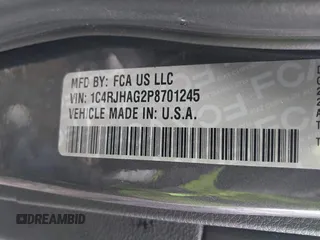 MFD BY: FCA US LLC
VIN: 1C4RJHAG2P8701245
VEHICLE MADE IN: U.S.A.
DREAMBID